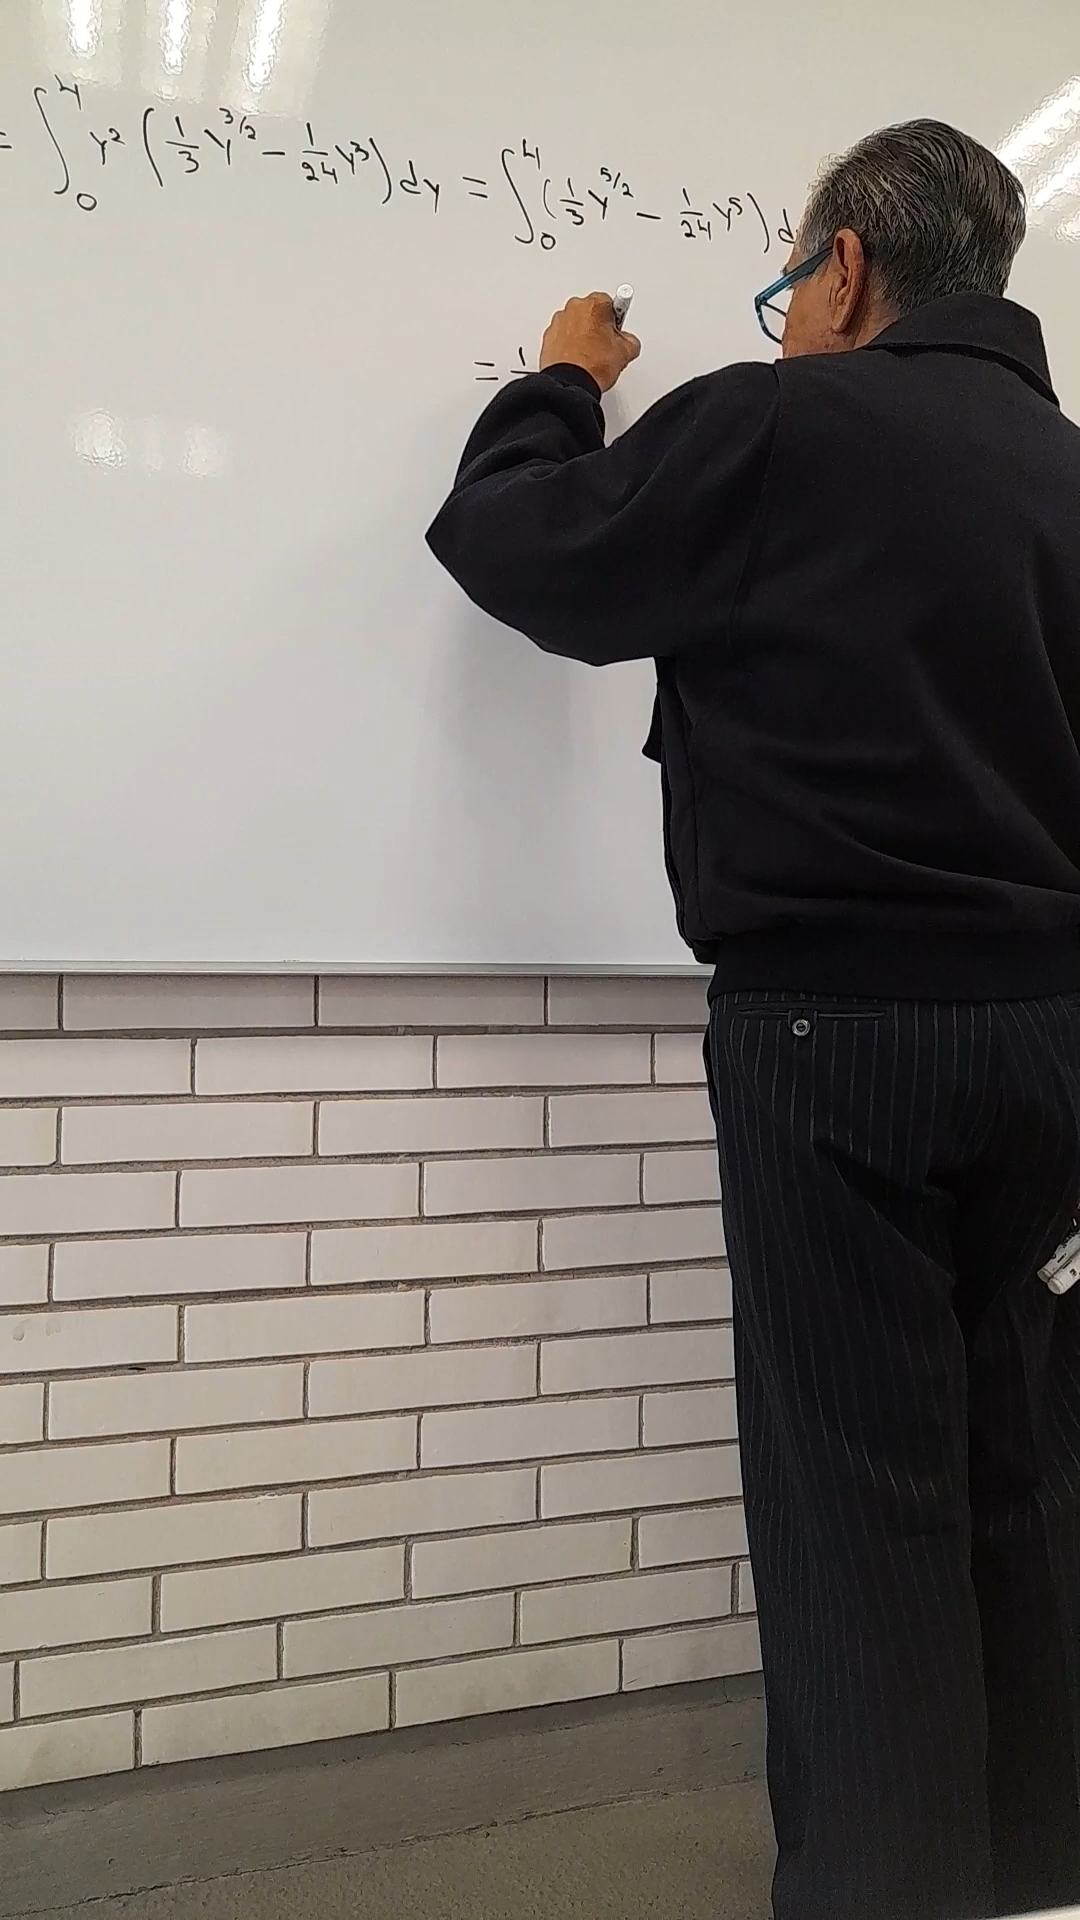 = ∫₀⁴ y² (1/3 y^3/2 − 1/24 y³) dy = ∫₀⁴ (1/3 y^5/2 − 1/24 y⁵) d
= 1